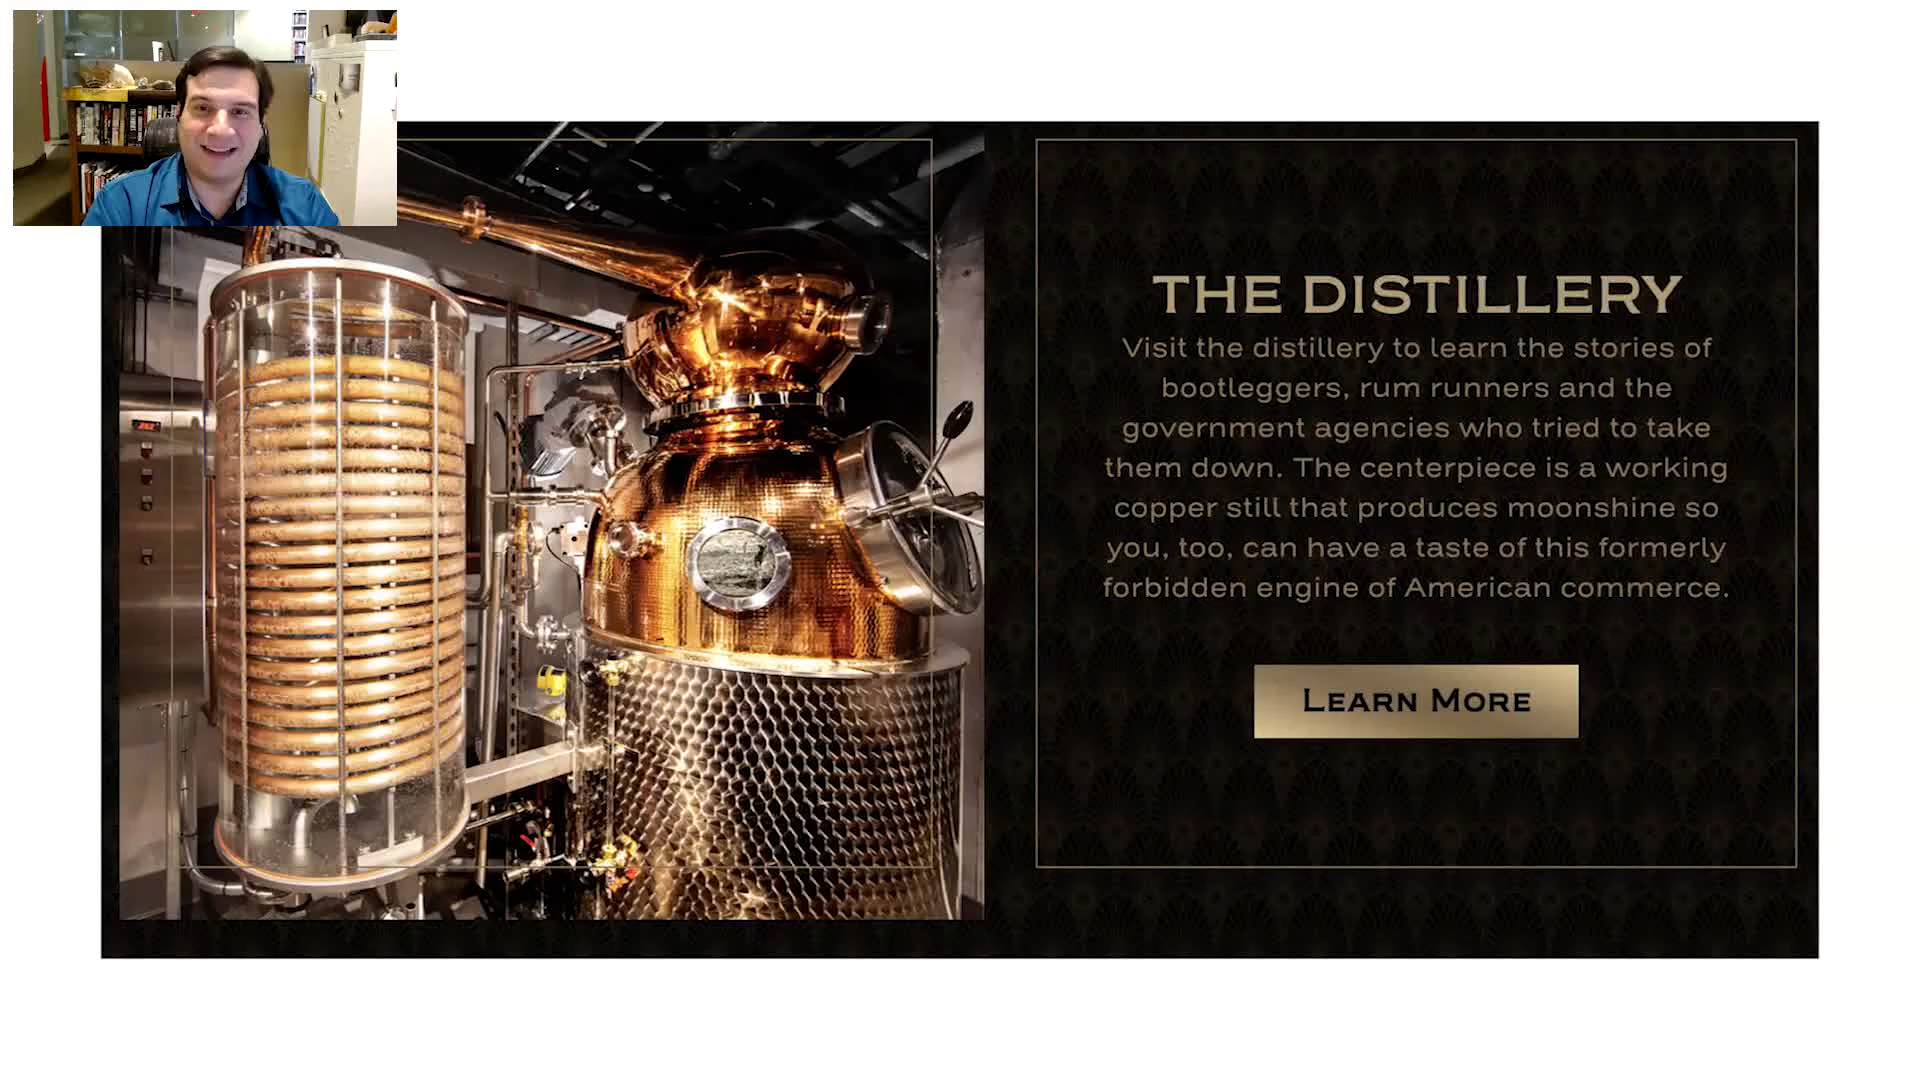 THE DISTILLERY
Visit the distillery to learn the stories of
bootleggers, rum runners and the
government agencies who tried to take
them down. The centerpiece is a working
copper still that produces moonshine so
you, too, can have a taste of this formerly
forbidden engine of American commerce.
LEARN MORE